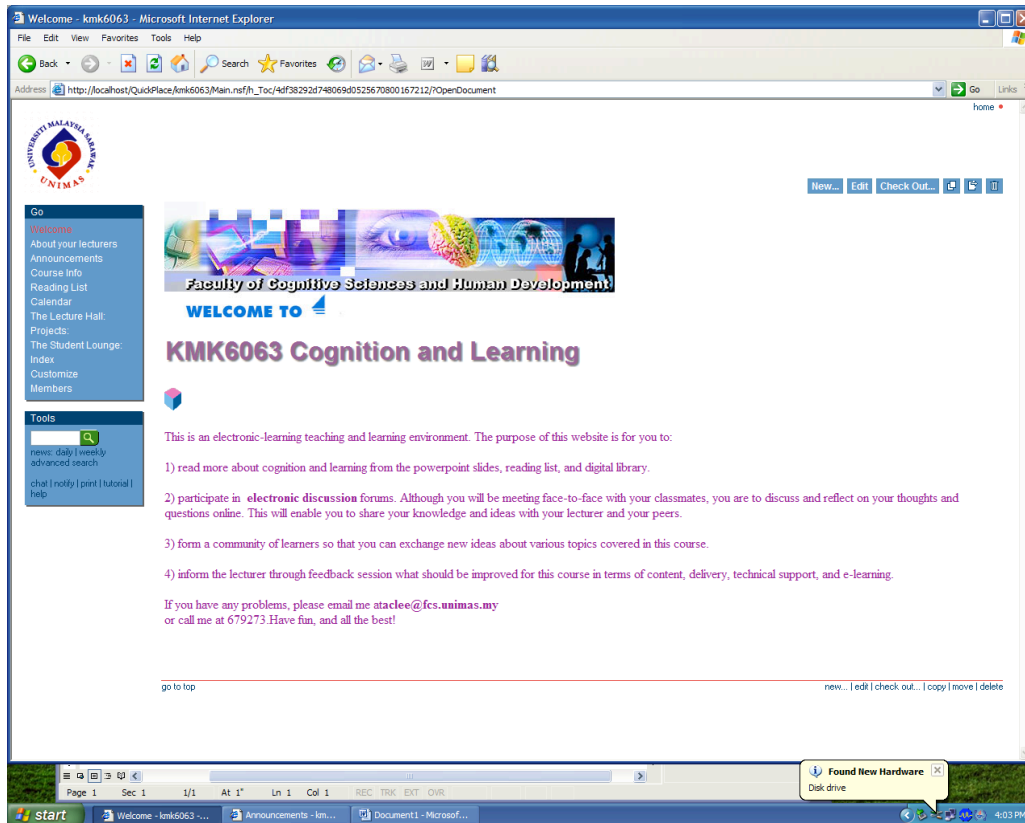 Welcome - kmk6063 - Microsoft Internet Explorer
File Edit View Favorites Tools Help
Back Search Favorites
Address http://localhost/QuickPlace/kmk6063/Main.nsf/h_Toc/4df38292d748069d0525670800167212/?OpenDocument Go Links
home
UNIVERSITI MALAYSIA SARAWAK
UNIMAS
New... Edit Check Out...
Go
Welcome
About your lecturers
Announcements
Course Info
Reading List
Calendar
The Lecture Hall:
Projects:
The Student Lounge:
Index
Customize
Members
Tools
news: daily | weekly
advanced search
chat | notify | print | tutorial |
help
Faculty of Cognitive Sciences and Human Development
WELCOME TO
KMK6063 Cognition and Learning
This is an electronic-learning teaching and learning environment. The purpose of this website is for you to:
1) read more about cognition and learning from the powerpoint slides, reading list, and digital library.
2) participate in electronic discussion forums. Although you will be meeting face-to-face with your classmates, you are to discuss and reflect on your thoughts and
questions online. This will enable you to share your knowledge and ideas with your lecturer and your peers.
3) form a community of learners so that you can exchange new ideas about various topics covered in this course.
4) inform the lecturer through feedback session what should be improved for this course in terms of content, delivery, technical support, and e-learning.
If you have any problems, please email me ataclee@fcs.unimas.my
or call me at 679273.Have fun, and all the best!
go to top
new... | edit | check out... | copy | move | delete
Found New Hardware
Disk drive
Page 1 Sec 1 1/1 At 1" Ln 1 Col 1 REC TRK EXT OVR
start Welcome - kmk6063 -... Announcements - km... Document1 - Microsof... 4:03 PM